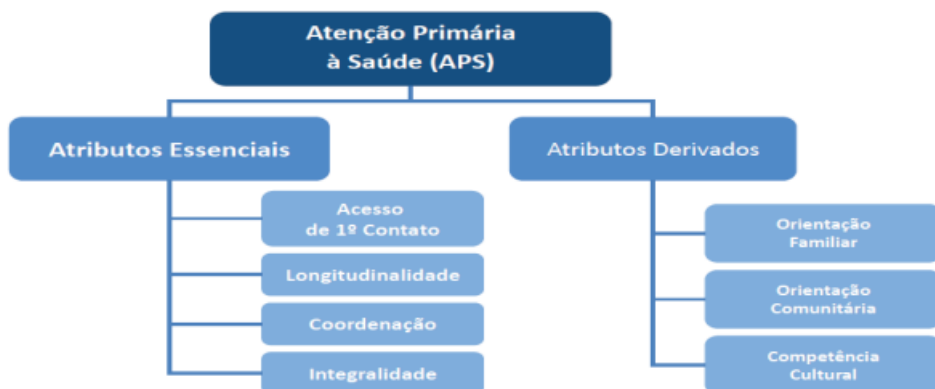 Atenção Primária
à Saúde (APS)
Atributos Essenciais
Acesso
de 1º Contato
Longitudinalidade
Coordenação
Integralidade
Atributos Derivados
Orientação
Familiar
Orientação
Comunitária
Competência
Cultural